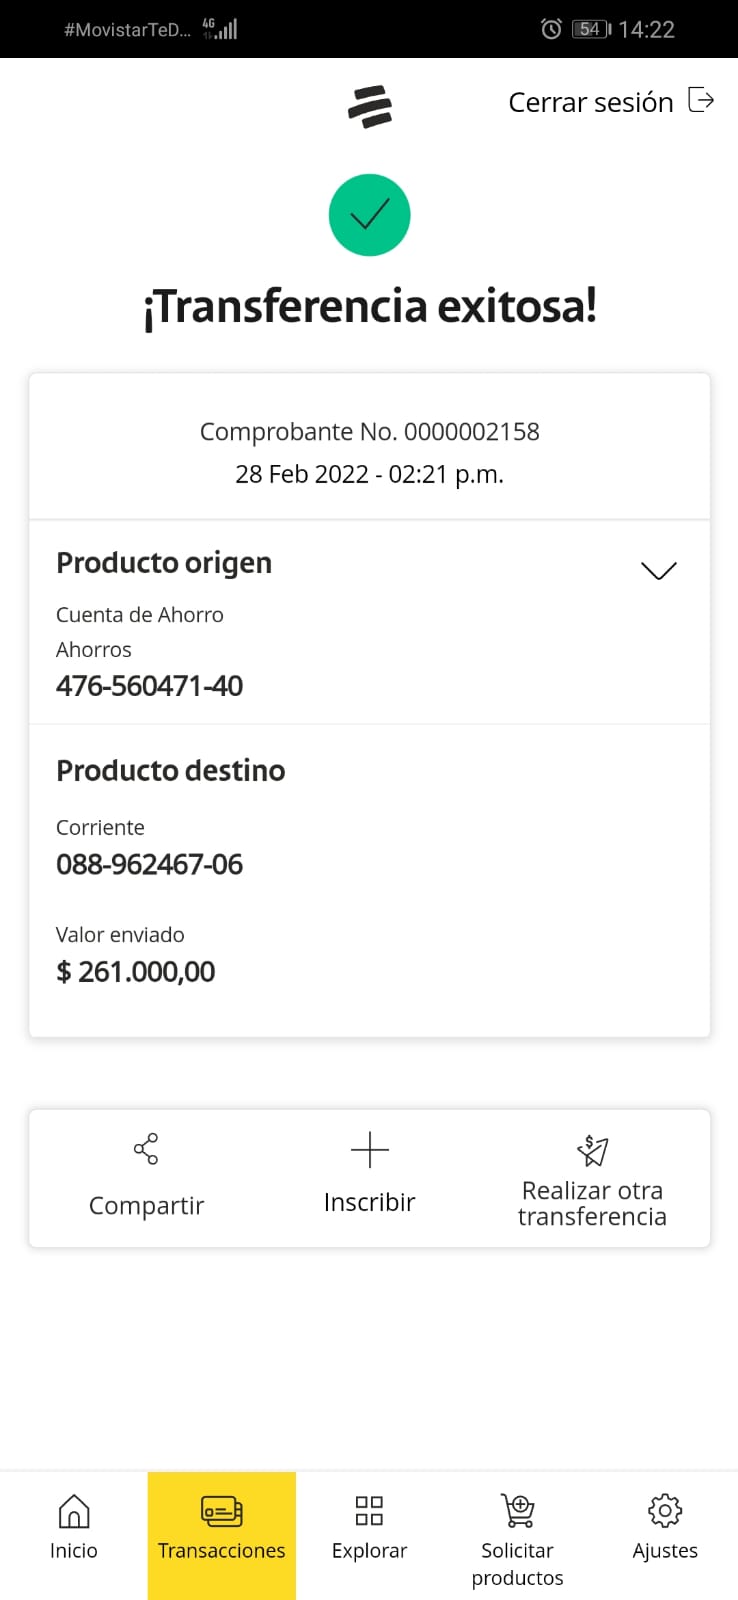 #MovistarTeD... 4G 54 14:22
Cerrar sesión
¡Transferencia exitosa!
Comprobante No. 0000002158
28 Feb 2022 - 02:21 p.m.
Producto origen
Cuenta de Ahorro
Ahorros
476-560471-40
Producto destino
Corriente
088-962467-06
Valor enviado
$ 261.000,00
Compartir
Inscribir
Realizar otra
transferencia
Inicio
Transacciones
Explorar
Solicitar
productos
Ajustes